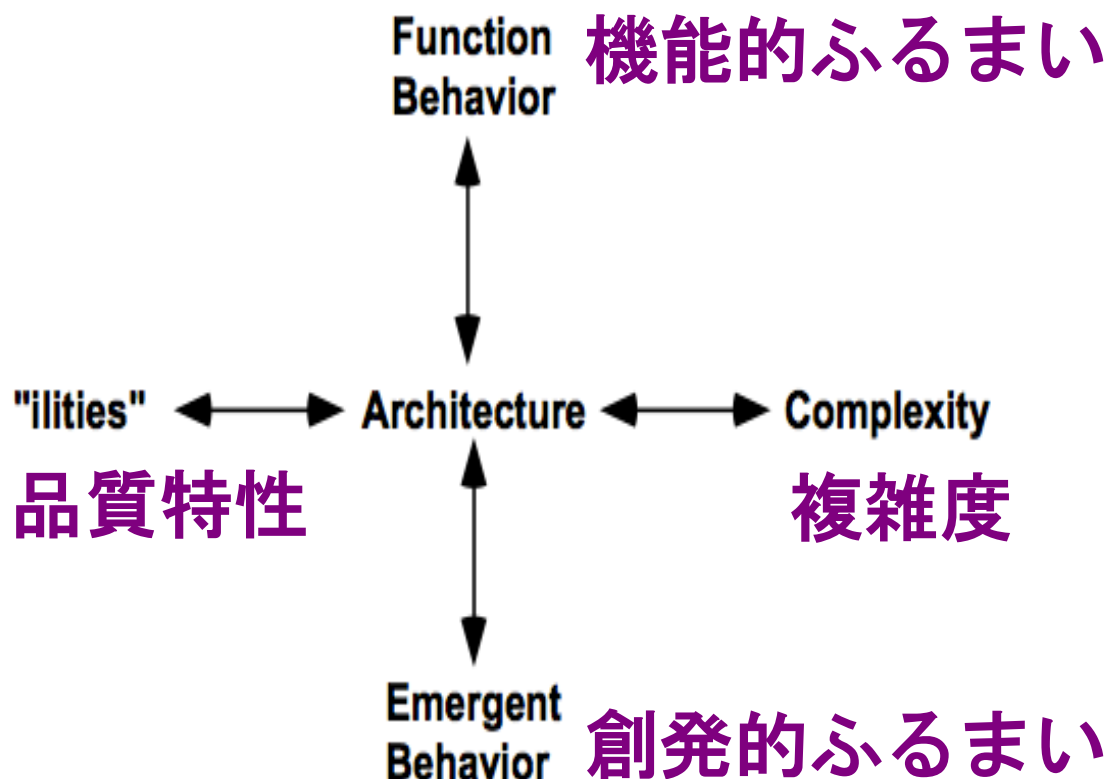 Function 機能的ふるまい
Behavior
"ilities" Architecture Complexity
品質特性 複雑度
Emergent
Behavior 創発的ふるまい